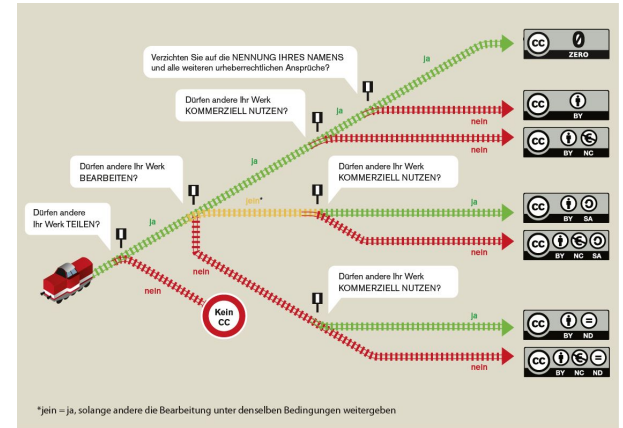 Verzichten Sie auf die NENNUNG IHRES NAMENS
und alle weiteren urheberrechtlichen Ansprüche?
ja
cc
0
ZERO
Dürfen andere Ihr Werk
KOMMERZIELL NUTZEN?
ja
nein
cc
BY
nein
cc
BY NC
Dürfen andere Ihr Werk
BEARBEITEN?
ja
Dürfen andere Ihr Werk
KOMMERZIELL NUTZEN?
jein*
ja
cc
BY SA
Dürfen andere
Ihr Werk TEILEN?
ja
nein
cc
BY NC SA
nein
nein
Kein
CC
Dürfen andere Ihr Werk
KOMMERZIELL NUTZEN?
ja
cc
BY ND
nein
cc
BY NC ND
*jein = ja, solange andere die Bearbeitung unter denselben Bedingungen weitergeben